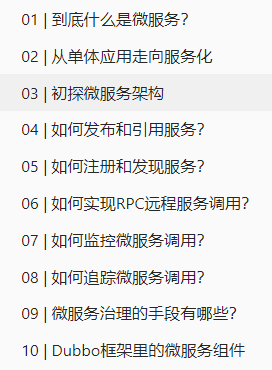 01 | 到底什么是微服务？
02 | 从单体应用走向服务化
03 | 初探微服务架构
04 | 如何发布和引用服务？
05 | 如何注册和发现服务？
06 | 如何实现RPC远程服务调用？
07 | 如何监控微服务调用？
08 | 如何追踪微服务调用？
09 | 微服务治理的手段有哪些？
10 | Dubbo框架里的微服务组件